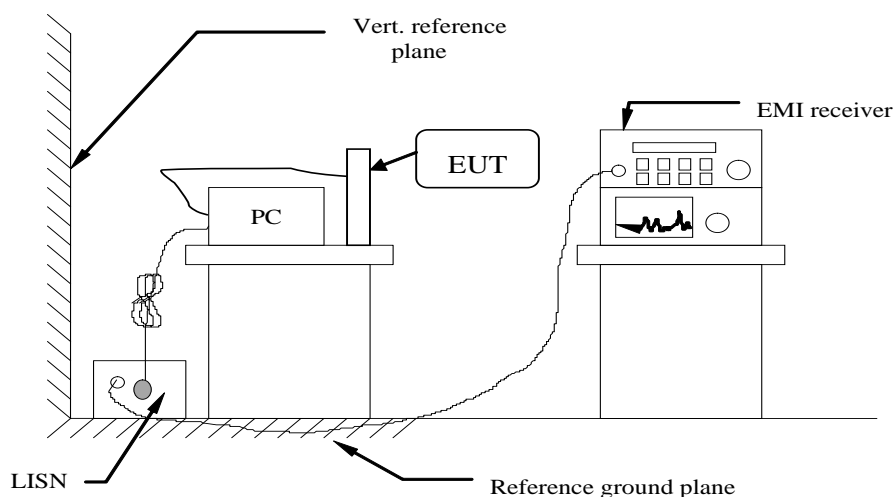 Vert. reference
plane
EMI receiver
EUT
PC
LISN
Reference ground plane